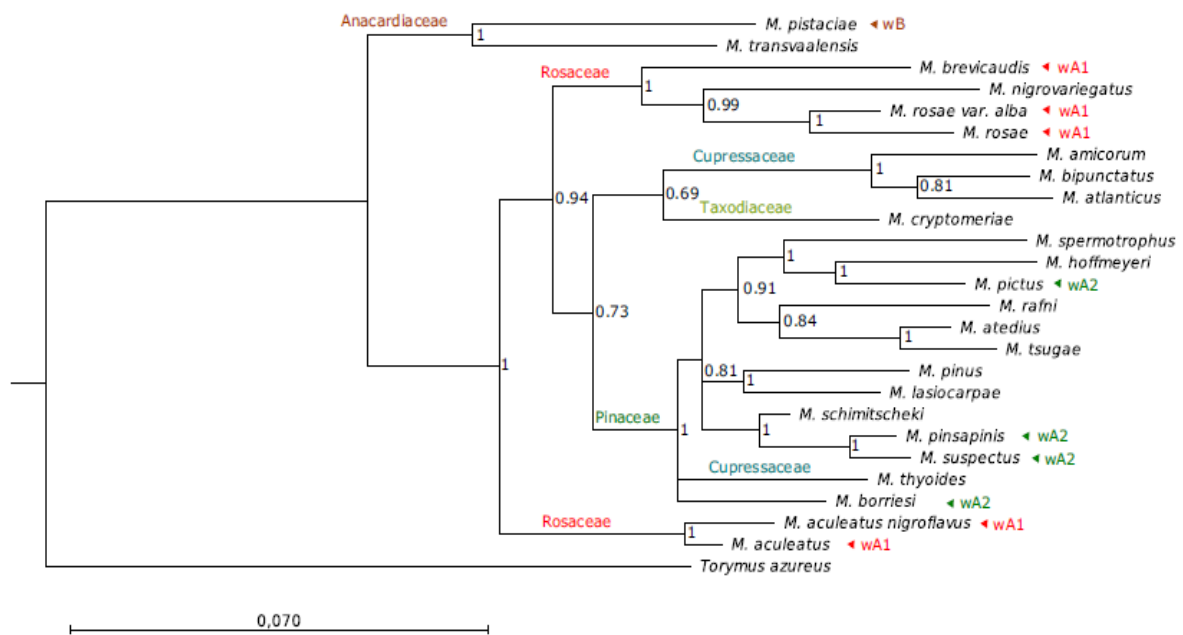 Anacardiaceae
M. pistaciae wB
1
M. transvaalensis
Rosaceae
M. brevicaudis wA1
1
M. nigrovariegatus
0.99
M. rosae var. alba wA1
1
M. rosae wA1
Cupressaceae
M. amicorum
1
M. bipunctatus
0.81
M. atlanticus
0.94
0.69
Taxodiaceae
M. cryptomeriae
M. spermotrophus
1
M. hoffmeyeri
1
M. pictus wA2
0.91
M. rafni
0.73
0.84
M. atedius
1
M. tsugae
1
0.81
M. pinus
1
M. lasiocarpae
Pinaceae
M. schimitscheki
1
1
M. pinsapinis wA2
1
M. suspectus wA2
Cupressaceae
M. thyoides
M. borriesi wA2
Rosaceae
M. aculeatus nigroflavus wA1
1
M. aculeatus wA1
Torymus azureus
0,070